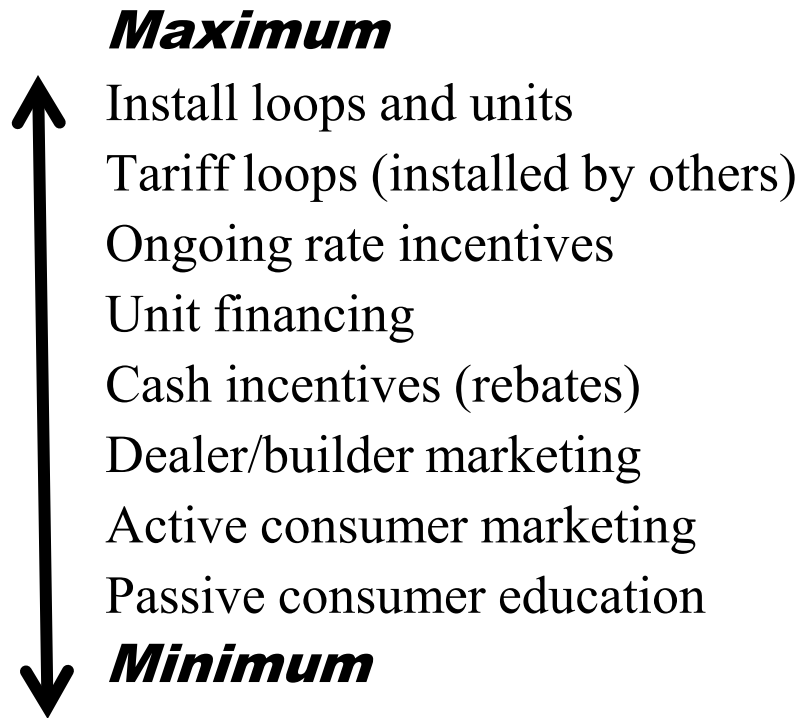 Maximum
Install loops and units
Tariff loops (installed by others)
Ongoing rate incentives
Unit financing
Cash incentives (rebates)
Dealer/builder marketing
Active consumer marketing
Passive consumer education
Minimum